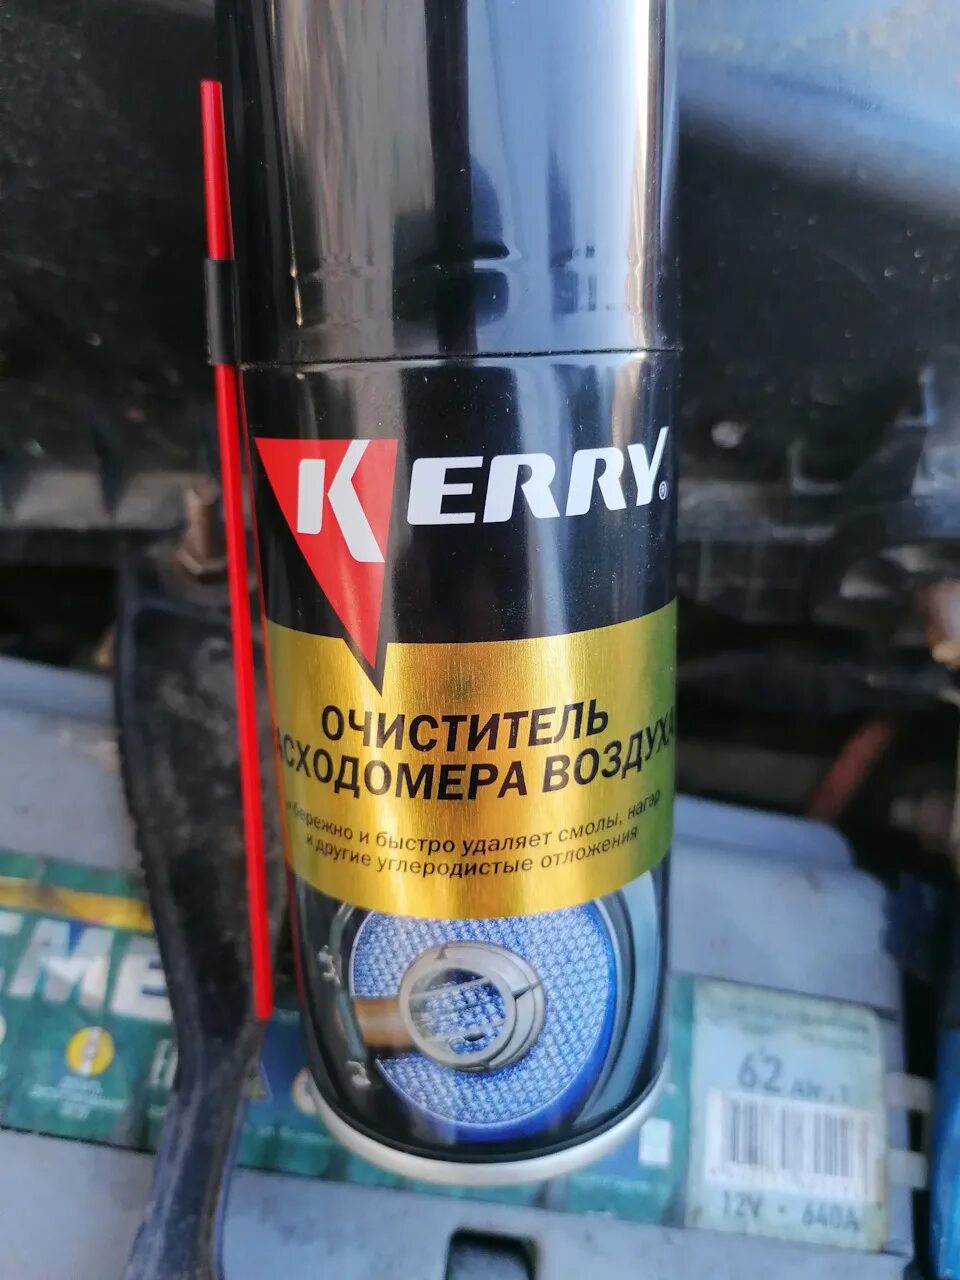 KERRY®
ОЧИСТИТЕЛЬ
АСХОДОМЕРА ВОЗДУХА
бережно и быстро удаляет смолы, нагар
и другие углеродистые отложения
62
12V - 640A